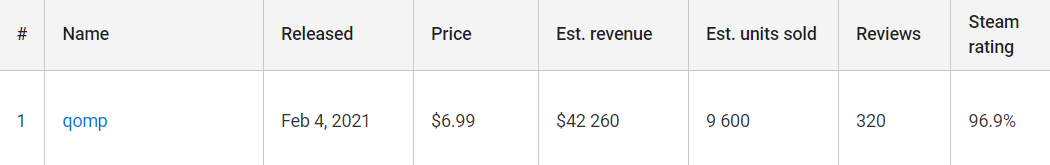 # Name Released Price Est. revenue Est. units sold Reviews Steam
rating
1 qomp Feb 4, 2021 $6.99 $42 260 9 600 320 96.9%